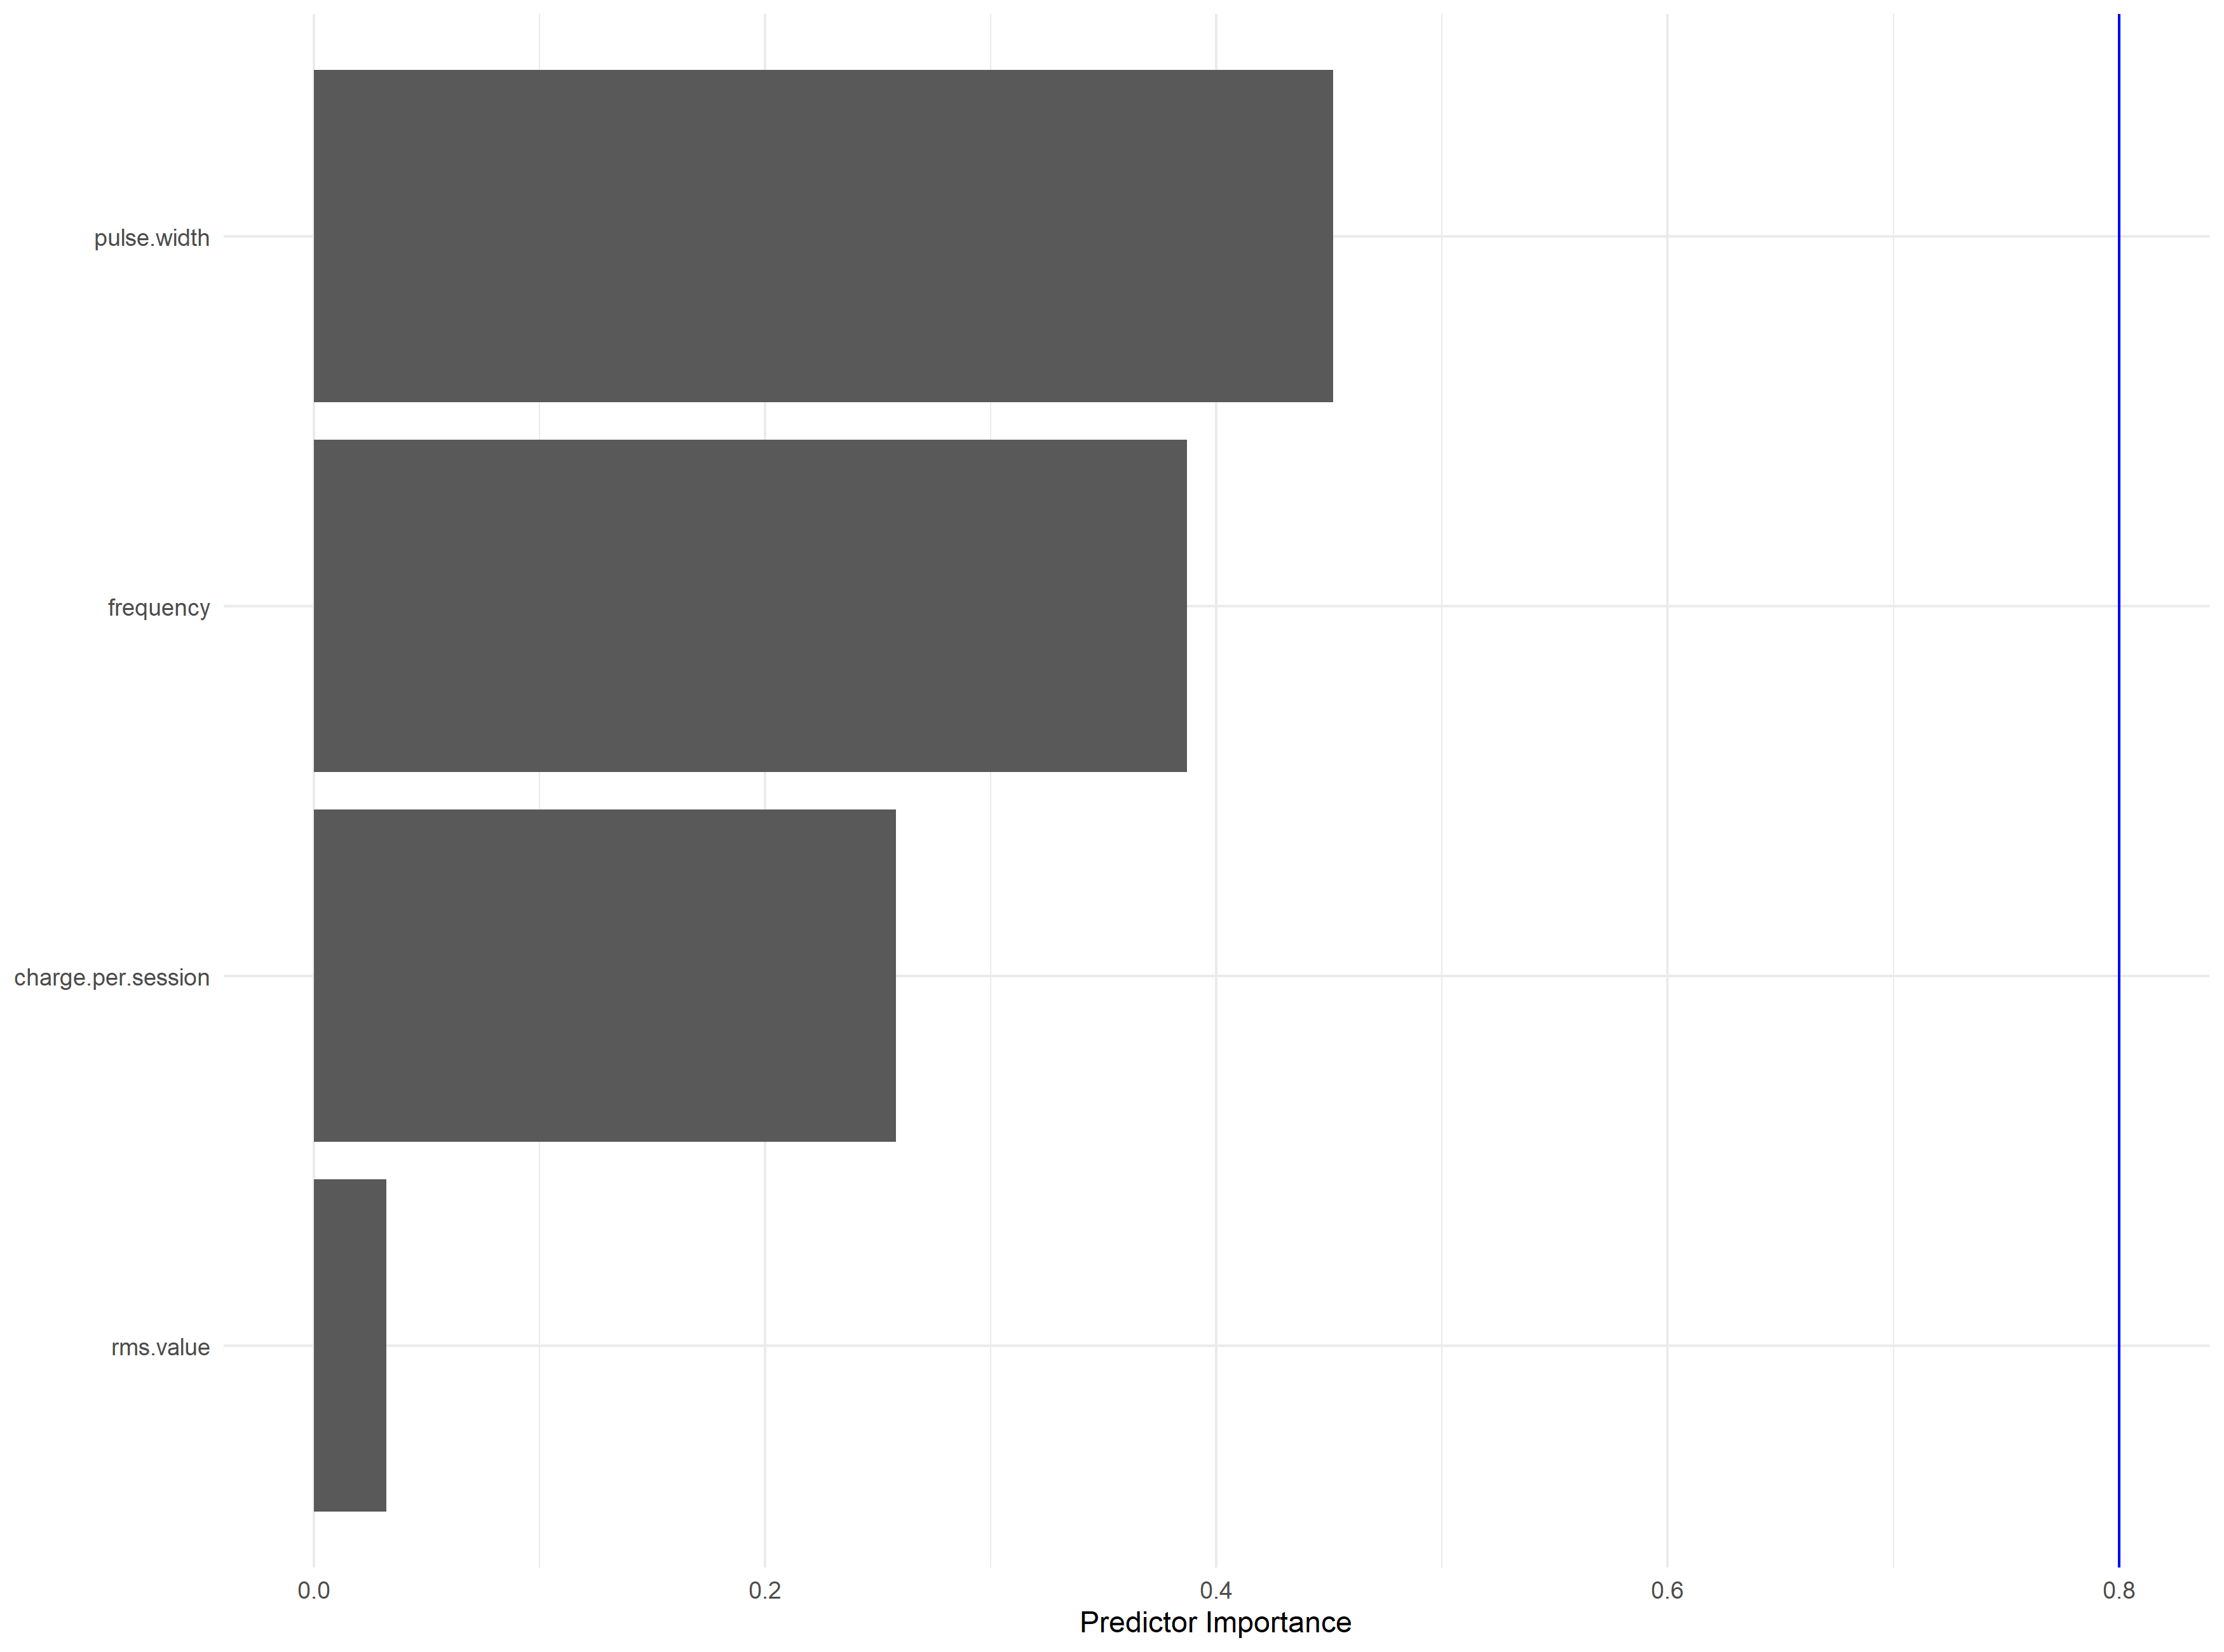 pulse.width
frequency
charge.per.session
rms.value
0.0 0.2 0.4 0.6 0.8
Predictor Importance